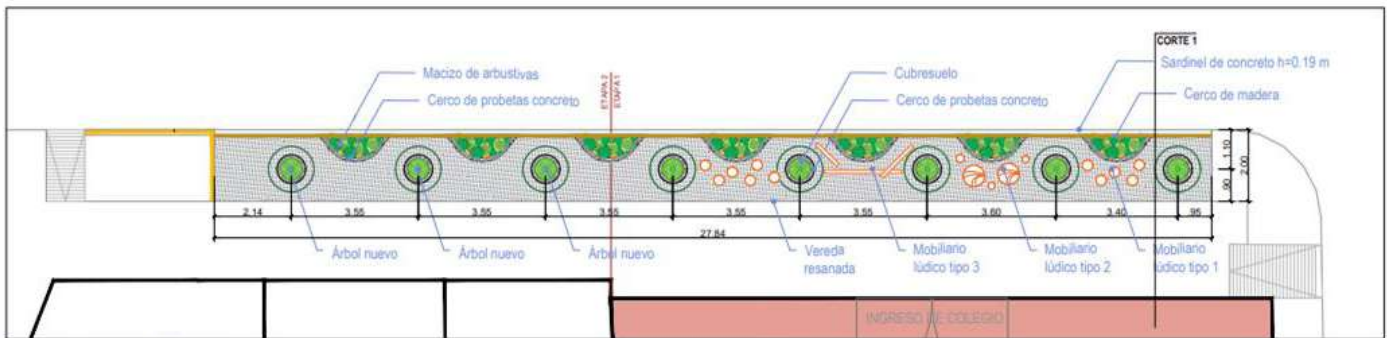 CORTE 1
Macizo de arbustivas
Cubresuelo
Sardinel de concreto h=0.19 m
Cerco de probetas concreto
Cerco de probetas concreto
Cerco de madera
ETAPA 2
ETAPA 1
1.10
2.00
.90
2.14
3.55
3.55
3.55
3.55
3.55
3.60
3.40
.95
27.84
Árbol nuevo
Árbol nuevo
Árbol nuevo
Vereda
resanada
Mobiliario
lúdico tipo 3
Mobiliario
lúdico tipo 2
Mobiliario
lúdico tipo 1
INGRESO DE COLEGIO